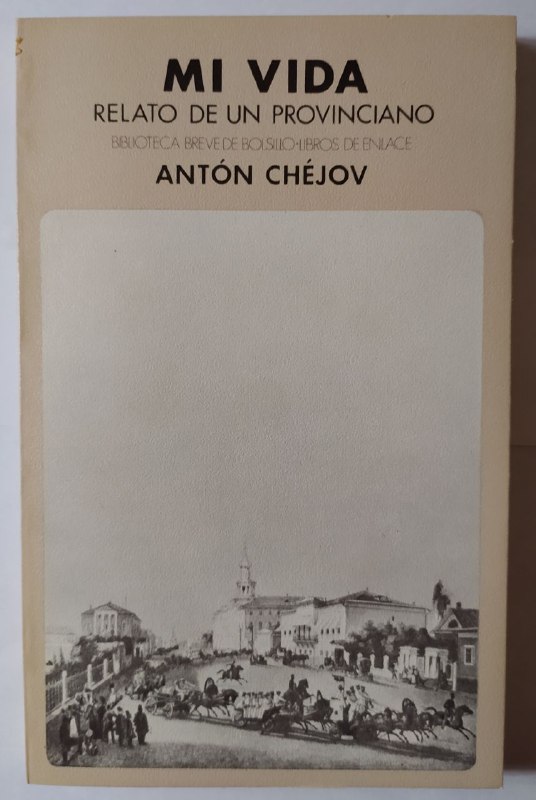 MI VIDA
RELATO DE UN PROVINCIANO
BIBLIOTECA BREVE DE BOLSILLO·LIBROS DE ENLACE
ANTÓN CHÉJOV